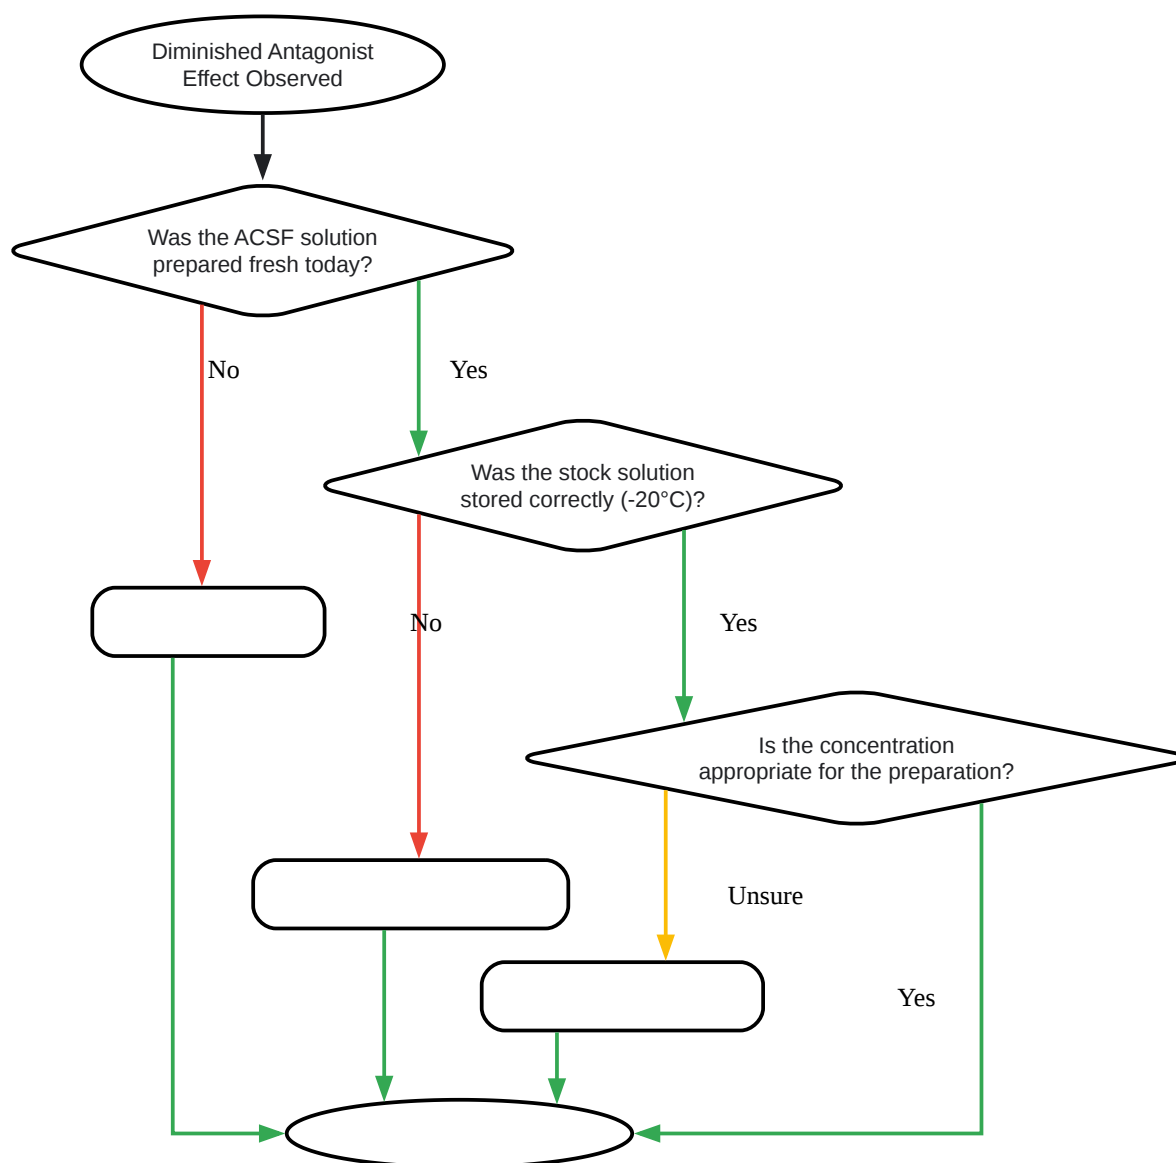 Diminished Antagonist
Effect Observed
Was the ACSF solution
prepared fresh today?
No
Yes
Was the stock solution
stored correctly (-20°C)?
No
Yes
Is the concentration
appropriate for the preparation?
Unsure
Yes